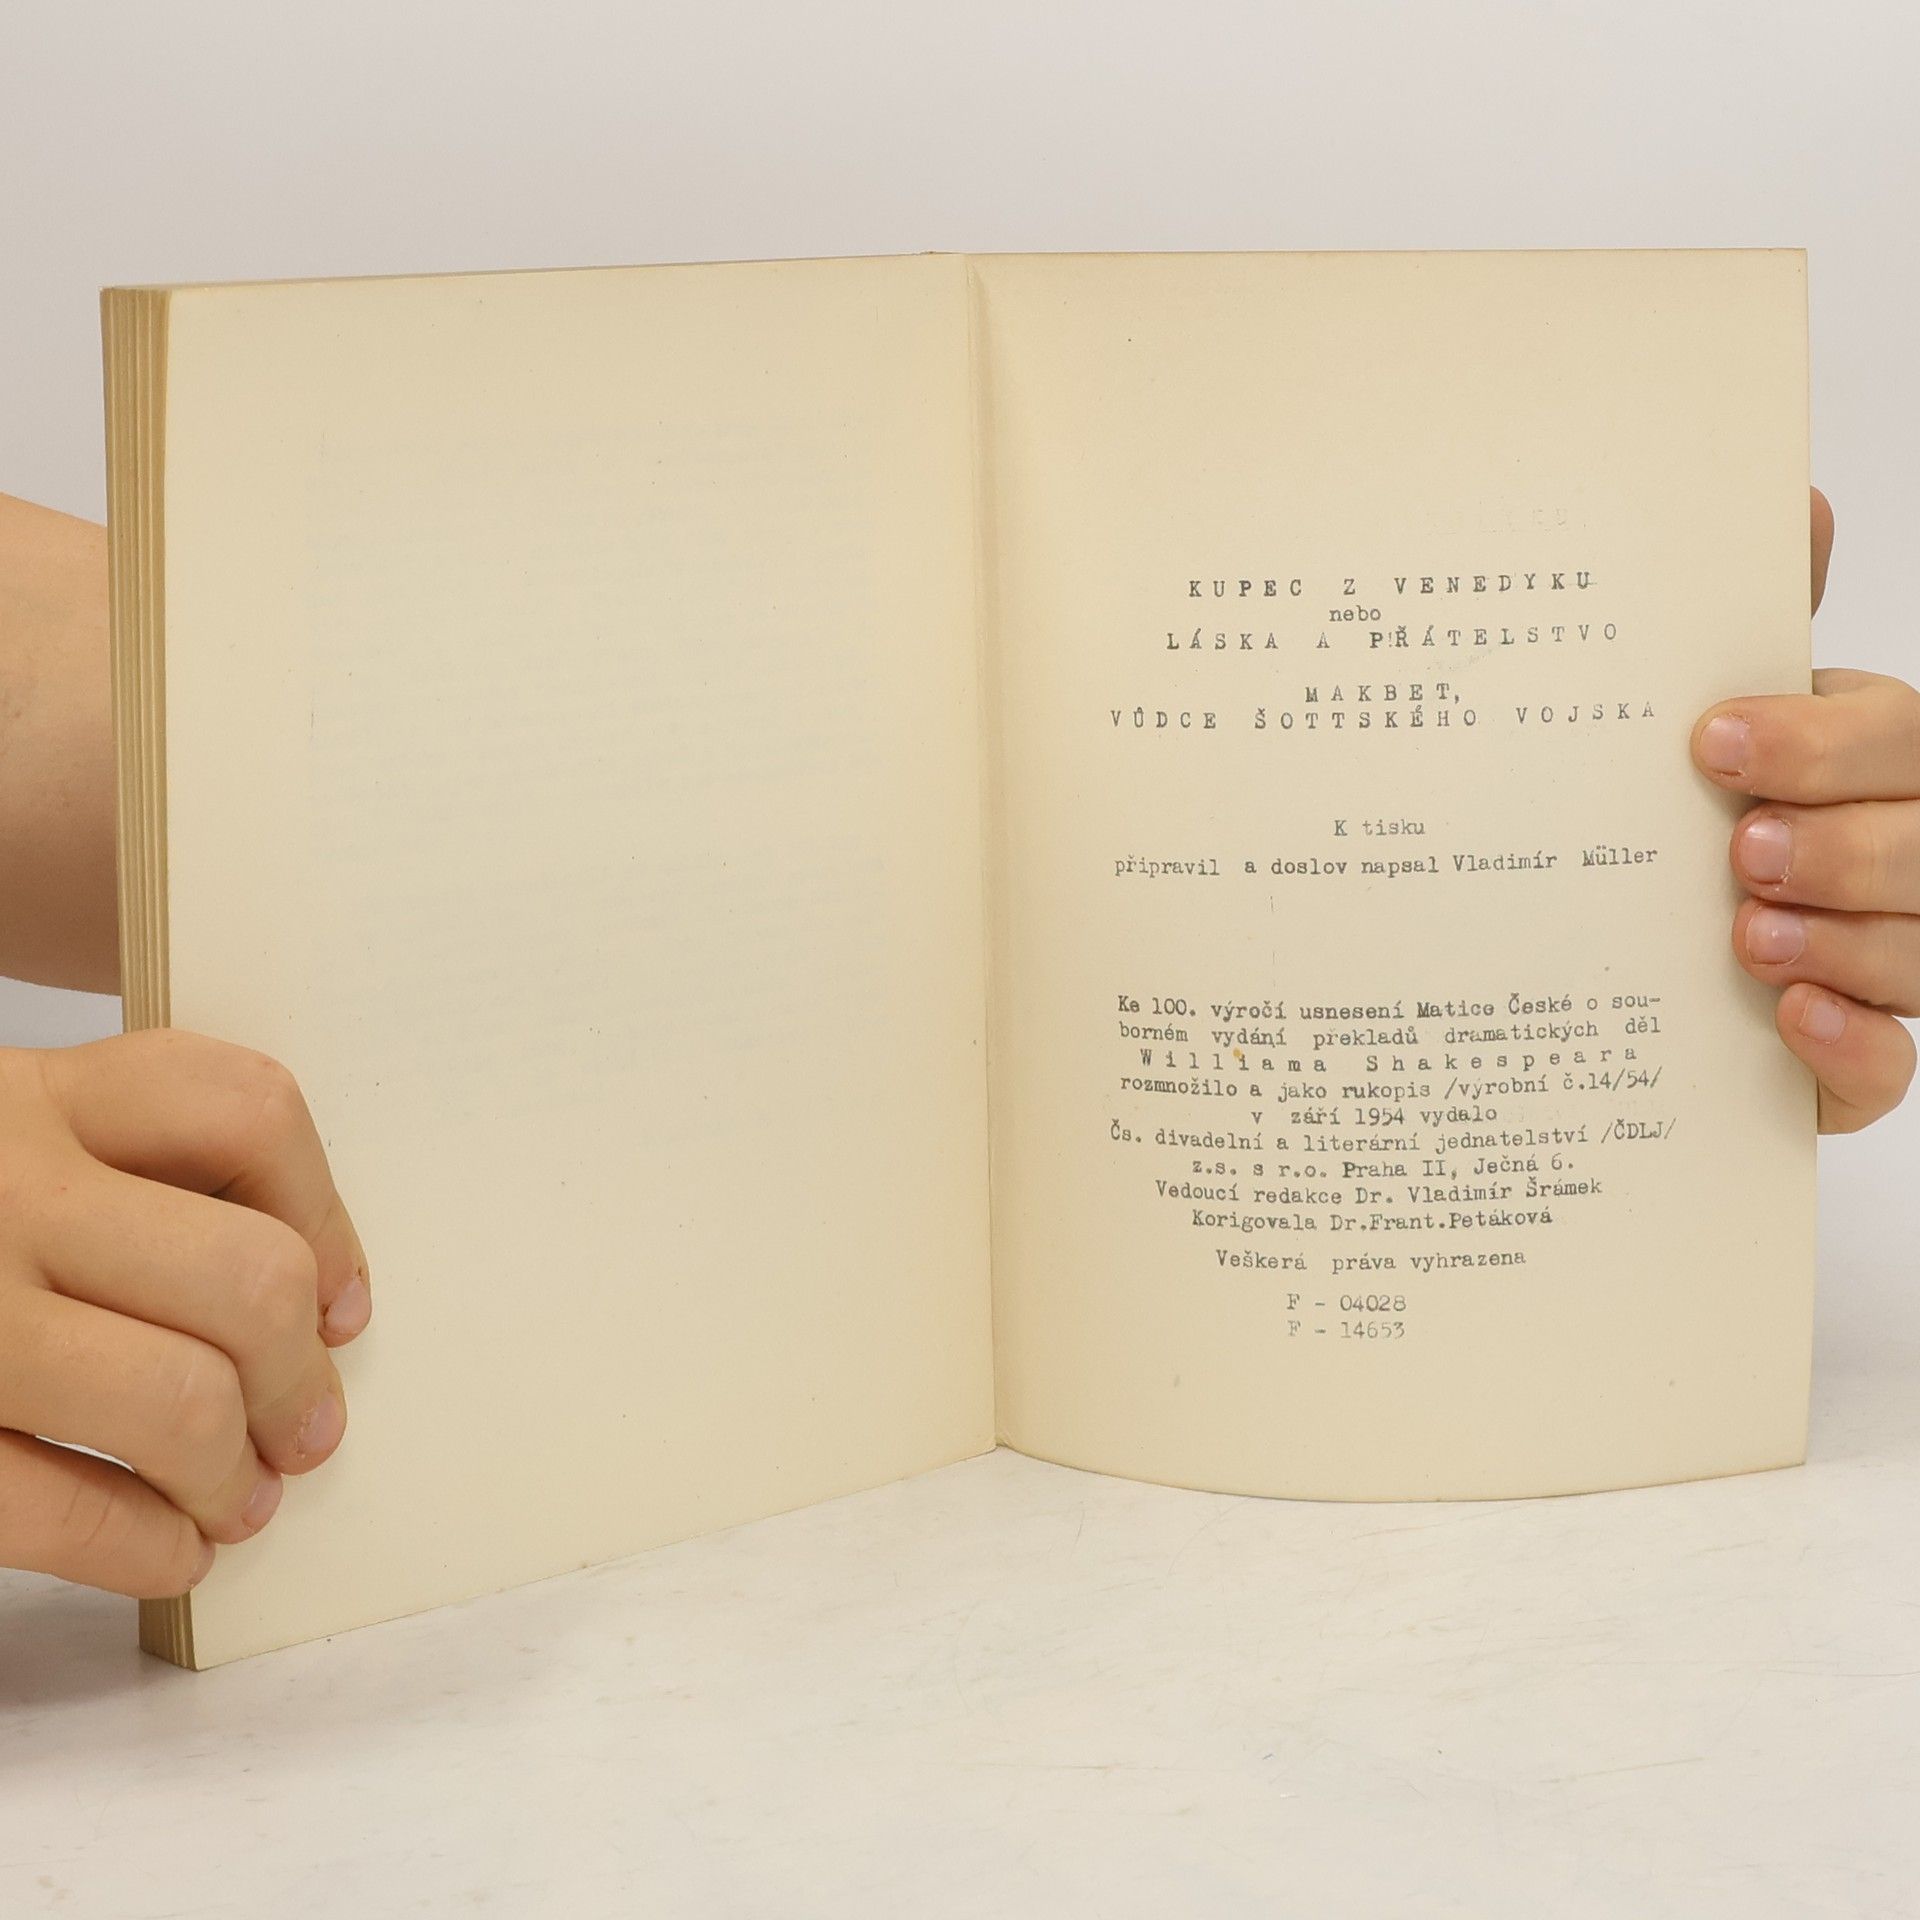 KUPEC Z VENEDYKU
nebo
LÁSKA A PŘÁTELSTVO
MAKBET,
VŮDCE ŠOTTSKÉHO VOJSKA
K tisku
připravil a doslov napsal Vladimír Müller
Ke 100. výročí usnesení Matice České o sou-
borném vydání překladů dramatických děl
Williama Shakespeara
rozmnožilo a jako rukopis /výrobní č.14/54/
v září 1954 vydalo
Čs. divadelní a literární jednatelství /ČDLJ/
z.s. s r.o. Praha II, Ječná 6.
Vedoucí redakce Dr. Vladimír Šrámek
Korigovala Dr.Frant.Petáková
Veškerá práva vyhrazena
F - 04028
F - 14653